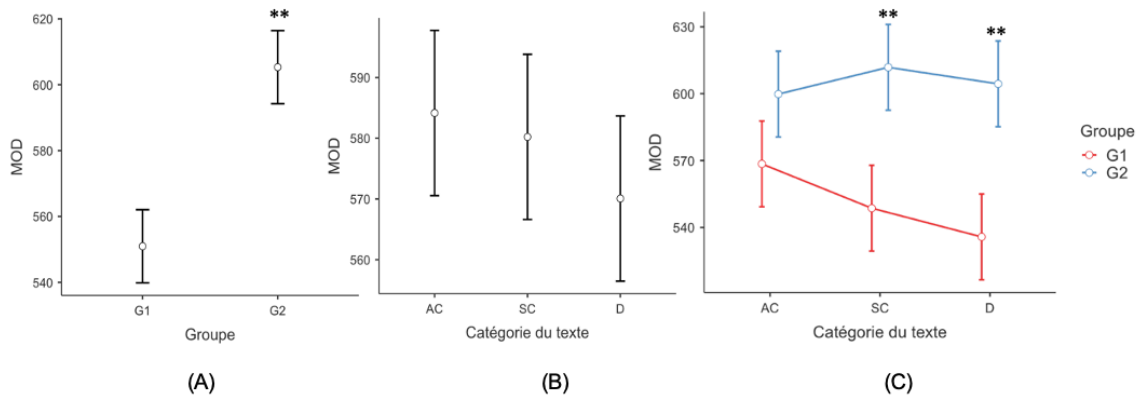 620
600
580
560
540
MOD
**
G1
G2
Groupe
(A)
590
580
570
560
MOD
AC
SC
D
Catégorie du texte
(B)
630
600
570
540
MOD
**
**
AC
SC
D
Catégorie du texte
Groupe
G1
G2
(C)